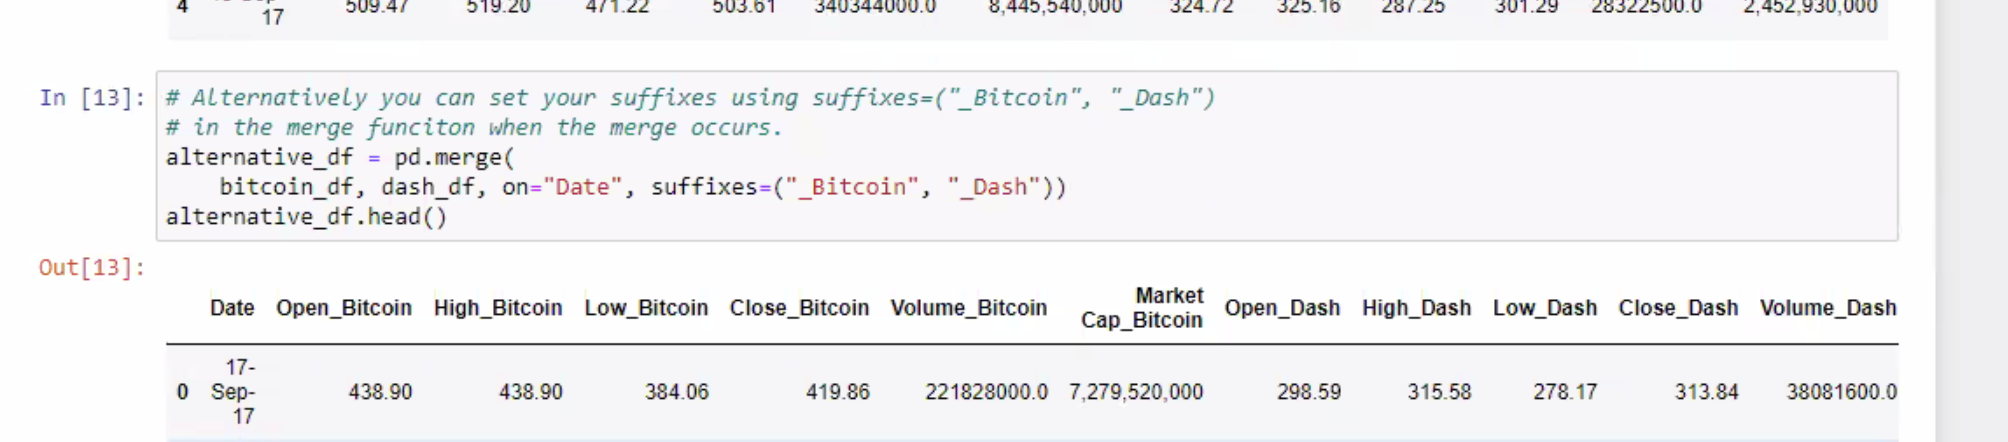 4 17 509.47 519.20 471.22 503.61 340344000.0 8,445,540,000 324.72 325.16 287.25 301.29 28322500.0 2,452,930,000
In [13]: # Alternatively you can set your suffixes using suffixes=("_Bitcoin", "_Dash")
# in the merge funciton when the merge occurs.
alternative_df = pd.merge(
bitcoin_df, dash_df, on="Date", suffixes=("_Bitcoin", "_Dash"))
alternative_df.head()
Out[13]:
Date Open_Bitcoin High_Bitcoin Low_Bitcoin Close_Bitcoin Volume_Bitcoin Market Cap_Bitcoin Open_Dash High_Dash Low_Dash Close_Dash Volume_Dash
0 17-Sep-17 438.90 438.90 384.06 419.86 221828000.0 7,279,520,000 298.59 315.58 278.17 313.84 38081600.0